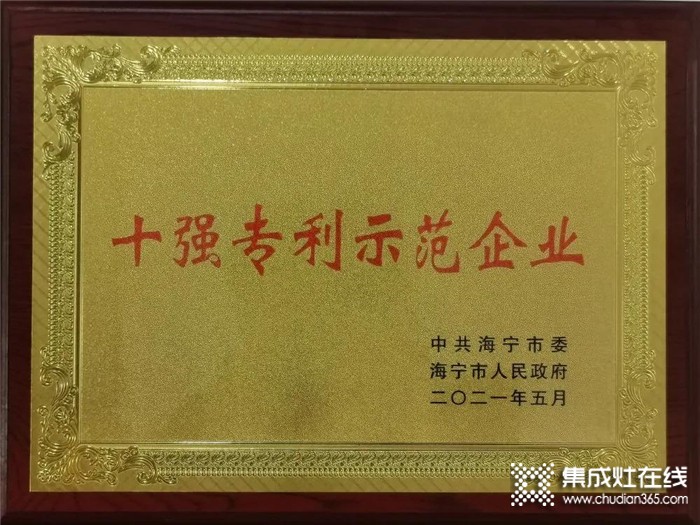 十强专利示范企业
中共海宁市委
海宁市人民政府
二〇二一年五月
集成灶在线
www.chudian365.com